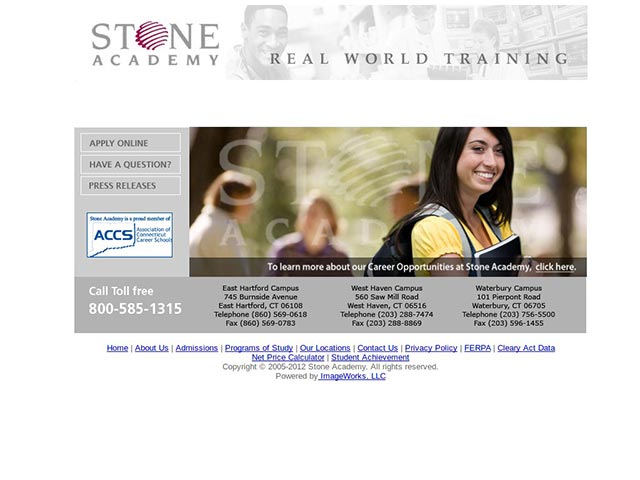 STONE
ACADEMY
REAL WORLD TRAINING
APPLY ONLINE
HAVE A QUESTION?
PRESS RELEASES
STONE
ACADEMY
Stone Academy is a proud member of
ACCS
Association of
Connecticut
Career Schools
To learn more about our Career Opportunities at Stone Academy, click here.
Call Toll free
800-585-1315
East Hartford Campus
745 Burnside Avenue
East Hartford, CT 06108
Telephone (860) 569-0618
Fax (860) 569-0783
West Haven Campus
560 Saw Mill Road
West Haven, CT 06516
Telephone (203) 288-7474
Fax (203) 288-8869
Waterbury Campus
101 Pierpont Road
Waterbury, CT 06705
Telephone (203) 756-5500
Fax (203) 596-1455
Home | About Us | Admissions | Programs of Study | Our Locations | Contact Us | Privacy Policy | FERPA | Cleary Act Data
Net Price Calculator | Student Achievement
Copyright © 2005-2012 Stone Academy. All rights reserved.
Powered by ImageWorks, LLC